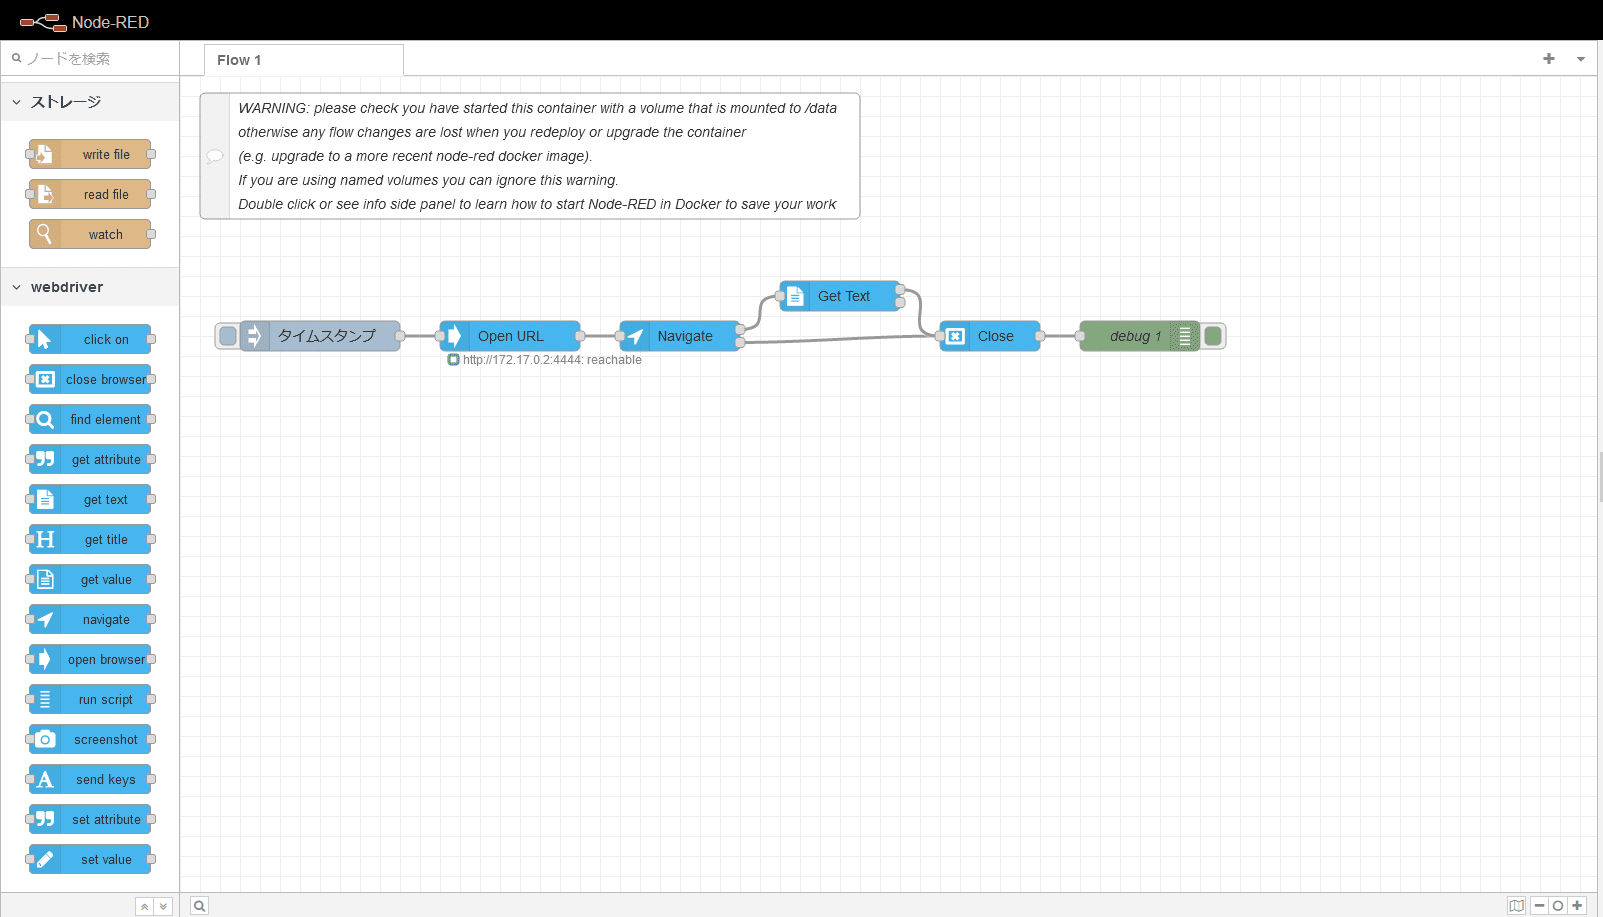 Node-RED
ノードを検索
Flow 1
ストレージ
write file
read file
watch
webdriver
click on
close browser
find element
get attribute
get text
get title
get value
navigate
open browser
run script
screenshot
send keys
set attribute
set value
WARNING: please check you have started this container with a volume that is mounted to /data
otherwise any flow changes are lost when you redeploy or upgrade the container
(e.g. upgrade to a more recent node-red docker image).
If you are using named volumes you can ignore this warning.
Double click or see info side panel to learn how to start Node-RED in Docker to save your work
Get Text
タイムスタンプ
Open URL
Navigate
Close
debug 1
http://172.17.0.2:4444: reachable